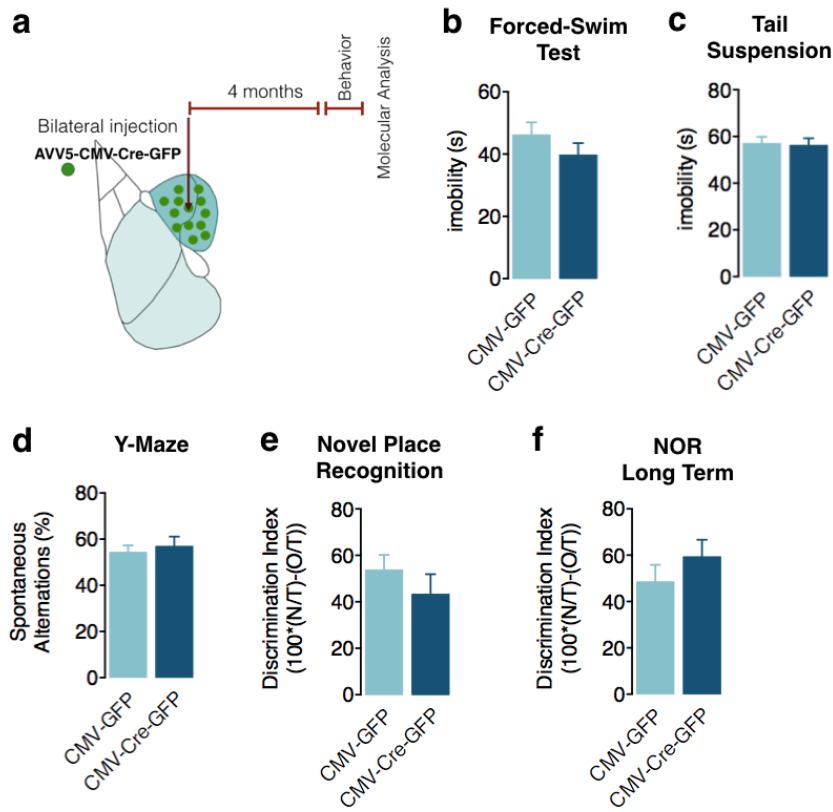 a
4 months
Behavior
Molecular Analysis
Bilateral injection
AVV5-CMV-Cre-GFP
b
Forced-Swim
Test
imobility (s)
60
40
20
0
CMV-GFP
CMV-Cre-GFP
c
Tail
Suspension
imobility (s)
80
60
40
20
0
CMV-GFP
CMV-Cre-GFP
d
Y-Maze
Spontaneous
Alternations (%)
80
60
40
20
0
CMV-GFP
CMV-Cre-GFP
e
Novel Place
Recognition
Discrimination Index
(100*(N/T)-(O/T))
80
60
40
20
0
CMV-GFP
CMV-Cre-GFP
f
NOR
Long Term
Discrimination Index
(100*(N/T)-(O/T))
80
60
40
20
0
CMV-GFP
CMV-Cre-GFP